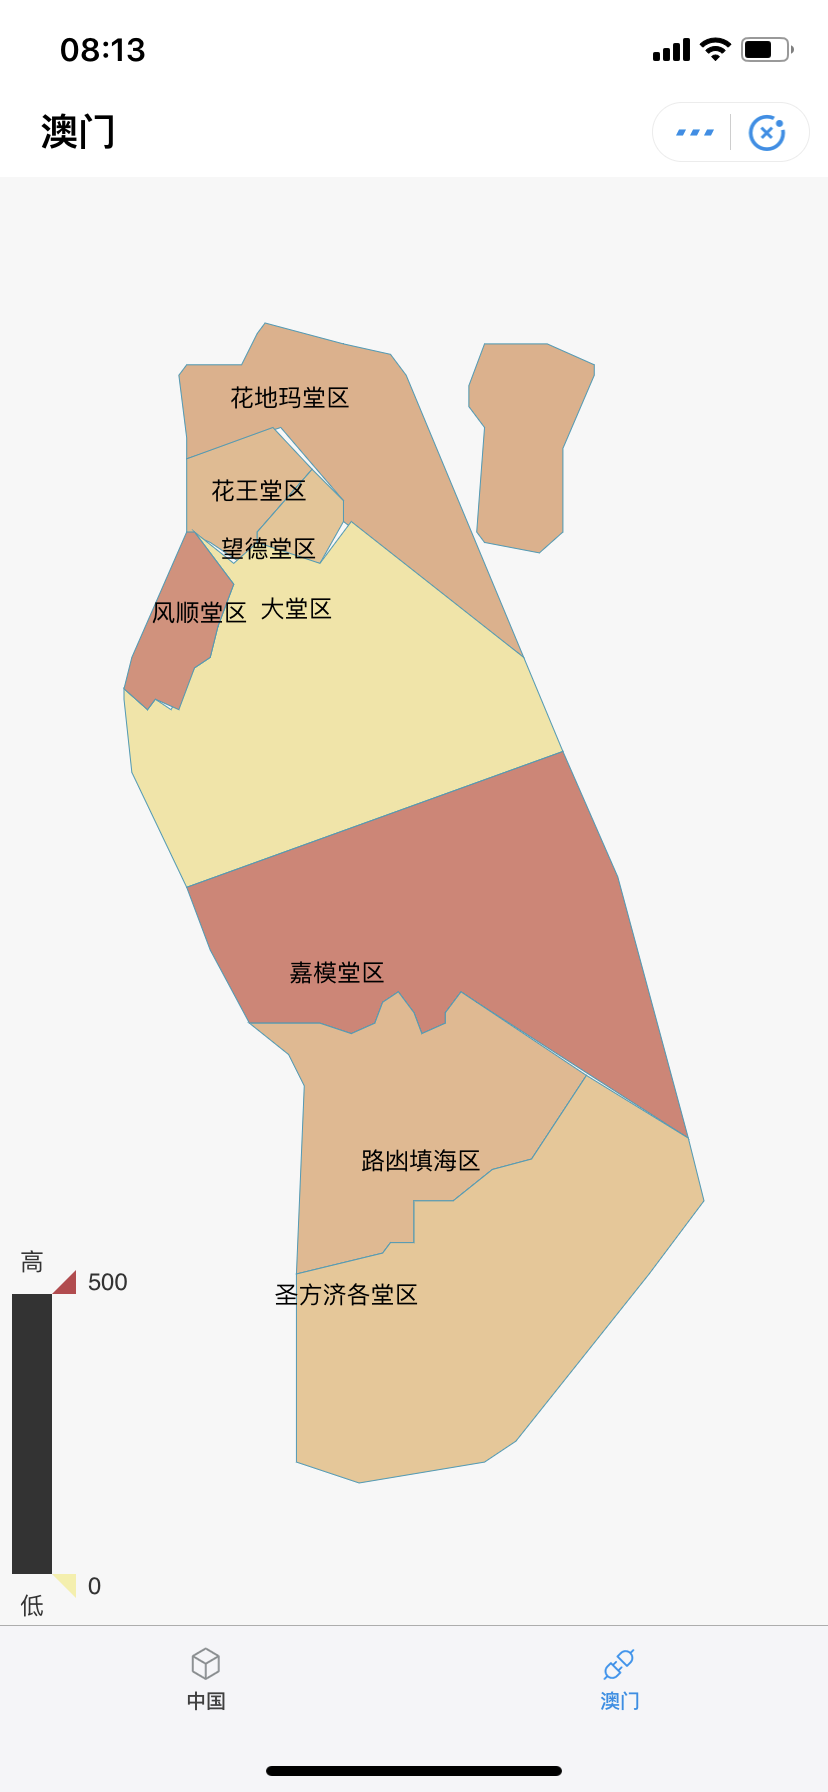 08:13
澳门
花地玛堂区
花王堂区
望德堂区
风顺堂区 大堂区
嘉模堂区
路凼填海区
圣方济各堂区
高
500
0
低
中国
澳门